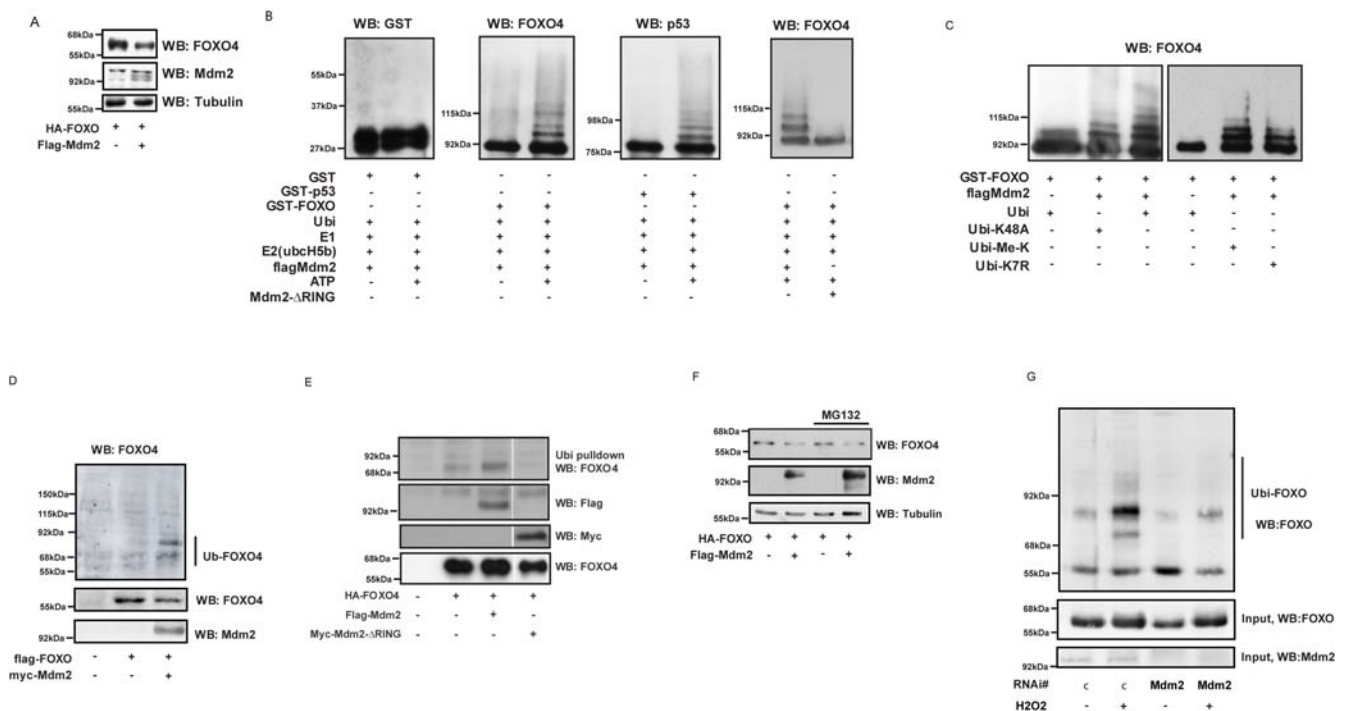 A
68kDa
55kDa
WB: FOXO4
92kDa
WB: Mdm2
55kDa
WB: Tubulin
HA-FOXO + +
Flag-Mdm2 - +
B
WB: GST WB: FOXO4 WB: p53 WB: FOXO4
55kDa
37kDa
27kDa
115kDa
92kDa
98kDa
75kDa
115kDa
92kDa
GST + + - - - - - -
GST-p53 - - - - + + - -
GST-FOXO - - + + - - + +
Ubi + + + + + + + +
E1 + + + + + + + +
E2(ubcH5b) + + + + + + + +
flagMdm2 + + + + + + + -
ATP - + - + - + + +
Mdm2-∆RING - - - - - - - +
C
WB: FOXO4
115kDa
92kDa
GST-FOXO + + + + + +
flagMdm2 - + + - + +
Ubi + - + + - -
Ubi-K48A - + - - - -
Ubi-Me-K - - - - + -
Ubi-K7R - - - - - +
D
WB: FOXO4
150kDa
115kDa
92kDa
68kDa
55kDa
Ub-FOXO4
55kDa
WB: FOXO4
92kDa
WB: Mdm2
flag-FOXO - + +
myc-Mdm2 - - +
E
92kDa
68kDa
Ubi pulldown
WB: FOXO4
92kDa
WB: Flag
WB: Myc
68kDa
55kDa
WB: FOXO4
HA-FOXO4 - + + +
Flag-Mdm2 - - + -
Myc-Mdm2-∆RING - - - +
F
MG132
68kDa
55kDa
WB: FOXO4
92kDa
WB: Mdm2
55kDa
WB: Tubulin
HA-FOXO + + + +
Flag-Mdm2 - + - +
G
92kDa
68kDa
55kDa
Ubi-FOXO
WB:FOXO
68kDa
55kDa
Input, WB:FOXO
92kDa
Input, WB:Mdm2
RNAi# c c Mdm2 Mdm2
H2O2 - + - +